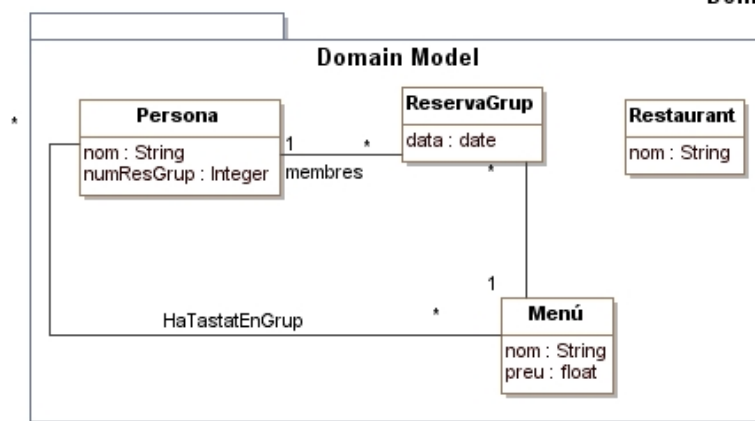 Domain Model
*
Persona
nom : String
numResGrup : Integer
1
*
membres
ReservaGrup
data : date
*
Restaurant
nom : String
1
HaTastatEnGrup
*
Menú
nom : String
preu : float